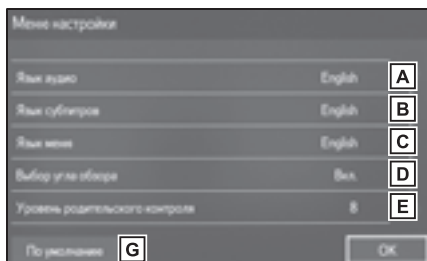 Меню настройки
Язык аудио English A
Язык субтитров English B
Язык меню English C
Выбор угла обзора Вкл. D
Уровень родительского контроля 8 E
По умолчанию G OK